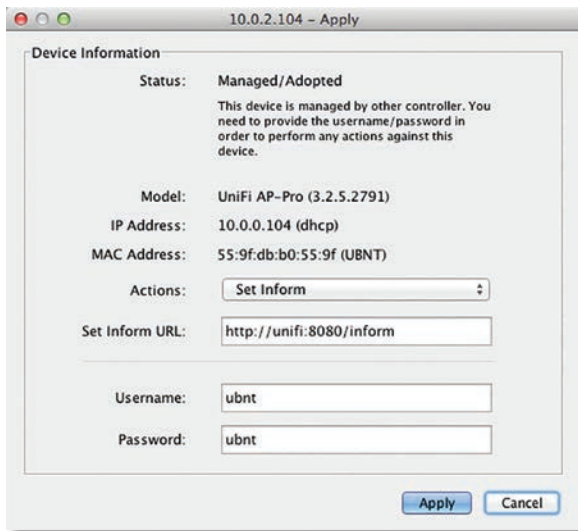 10.0.2.104 – Apply
Device Information
Status: Managed/Adopted
This device is managed by other controller. You
need to provide the username/password in
order to perform any actions against this
device.
Model: UniFi AP-Pro (3.2.5.2791)
IP Address: 10.0.0.104 (dhcp)
MAC Address: 55:9f:db:b0:55:9f (UBNT)
Actions: Set Inform
Set Inform URL: http://unifi:8080/inform
Username: ubnt
Password: ubnt
Apply Cancel